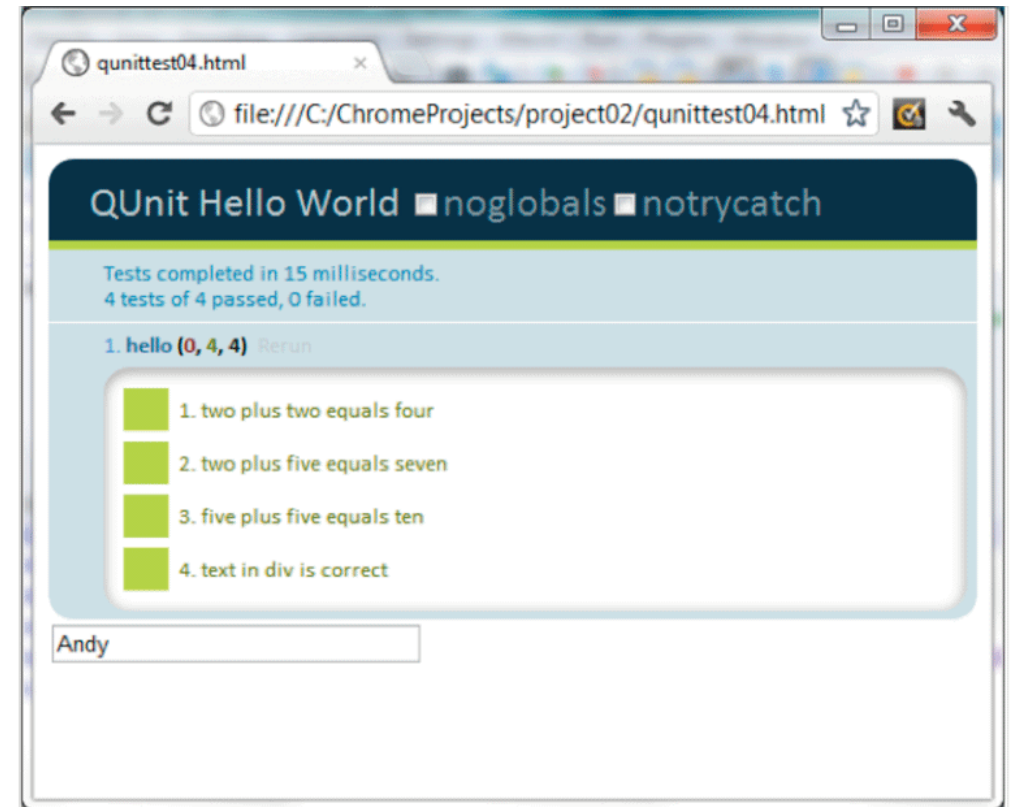 qunittest04.html
file:///C:/ChromeProjects/project02/qunittest04.html
QUnit Hello World noglobals notrycatch
Tests completed in 15 milliseconds.
4 tests of 4 passed, 0 failed.
1. hello (0, 4, 4) Rerun
1. two plus two equals four
2. two plus five equals seven
3. five plus five equals ten
4. text in div is correct
Andy